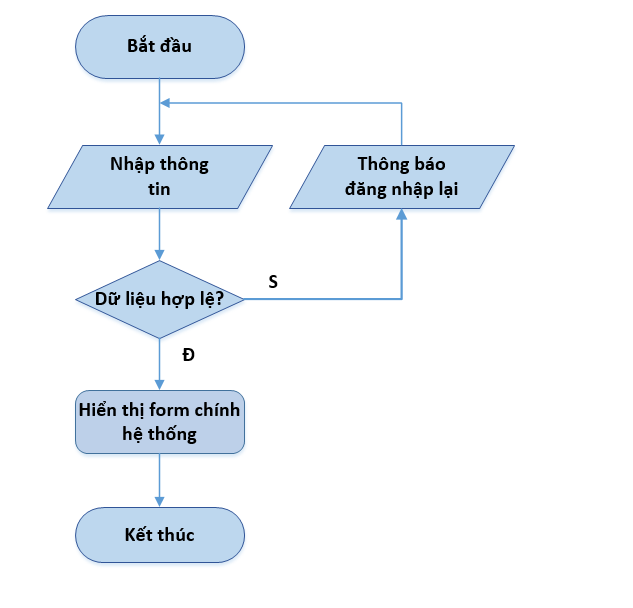 Bắt đầu
Nhập thông
tin
Thông báo
đăng nhập lại
Dữ liệu hợp lệ?
S
Đ
Hiển thị form chính
hệ thống
Kết thúc